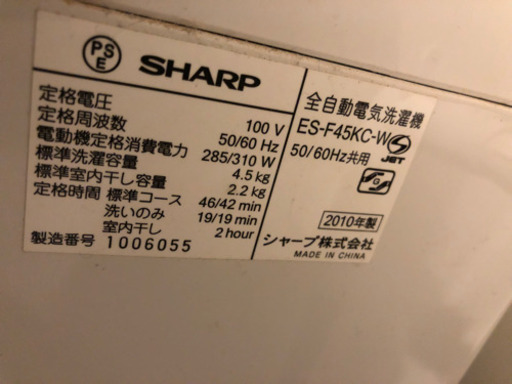 PS
E
SHARP
定格電圧 100 V
定格周波数 50/60 Hz
電動機定格消費電力 285/310 W
標準洗濯容量 4.5kg
標準室内干し容量 2.2kg
定格時間 標準コース 46/42 min
洗いのみ 19/19 min
室内干し 2 hour
製造番号 1006055
全自動電気洗濯機
ES-F45KC-W
50/60Hz共用
S
JET
2010年製
シャープ株式会社
MADE IN CHINA